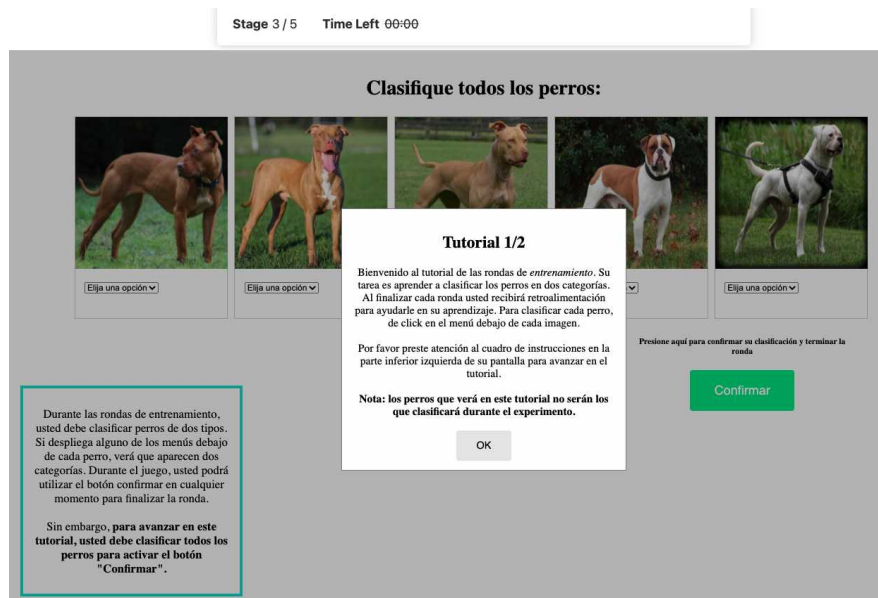 Stage 3 / 5 Time Left 00:00
Clasifique todos los perros:
Elija una opción
Elija una opción
Elija una opción
Tutorial 1/2
Bienvenido al tutorial de las rondas de entrenamiento. Su
tarea es aprender a clasificar los perros en dos categorías.
Al finalizar cada ronda usted recibirá retroalimentación
para ayudarle en su aprendizaje. Para clasificar cada perro,
de click en el menú debajo de cada imagen.
Por favor preste atención al cuadro de instrucciones en la
parte inferior izquierda de su pantalla para avanzar en el
tutorial.
Nota: los perros que verá en este tutorial no serán los
que clasificará durante el experimento.
OK
Presione aquí para confirmar su clasificación y terminar la
ronda
Confirmar
Durante las rondas de entrenamiento,
usted debe clasificar perros de dos tipos.
Si despliega alguno de los menús debajo
de cada perro, verá que aparecen dos
categorías. Durante el juego, usted podrá
utilizar el botón confirmar en cualquier
momento para finalizar la ronda.
Sin embargo, para avanzar en este
tutorial, usted debe clasificar todos los
perros para activar el botón
"Confirmar".